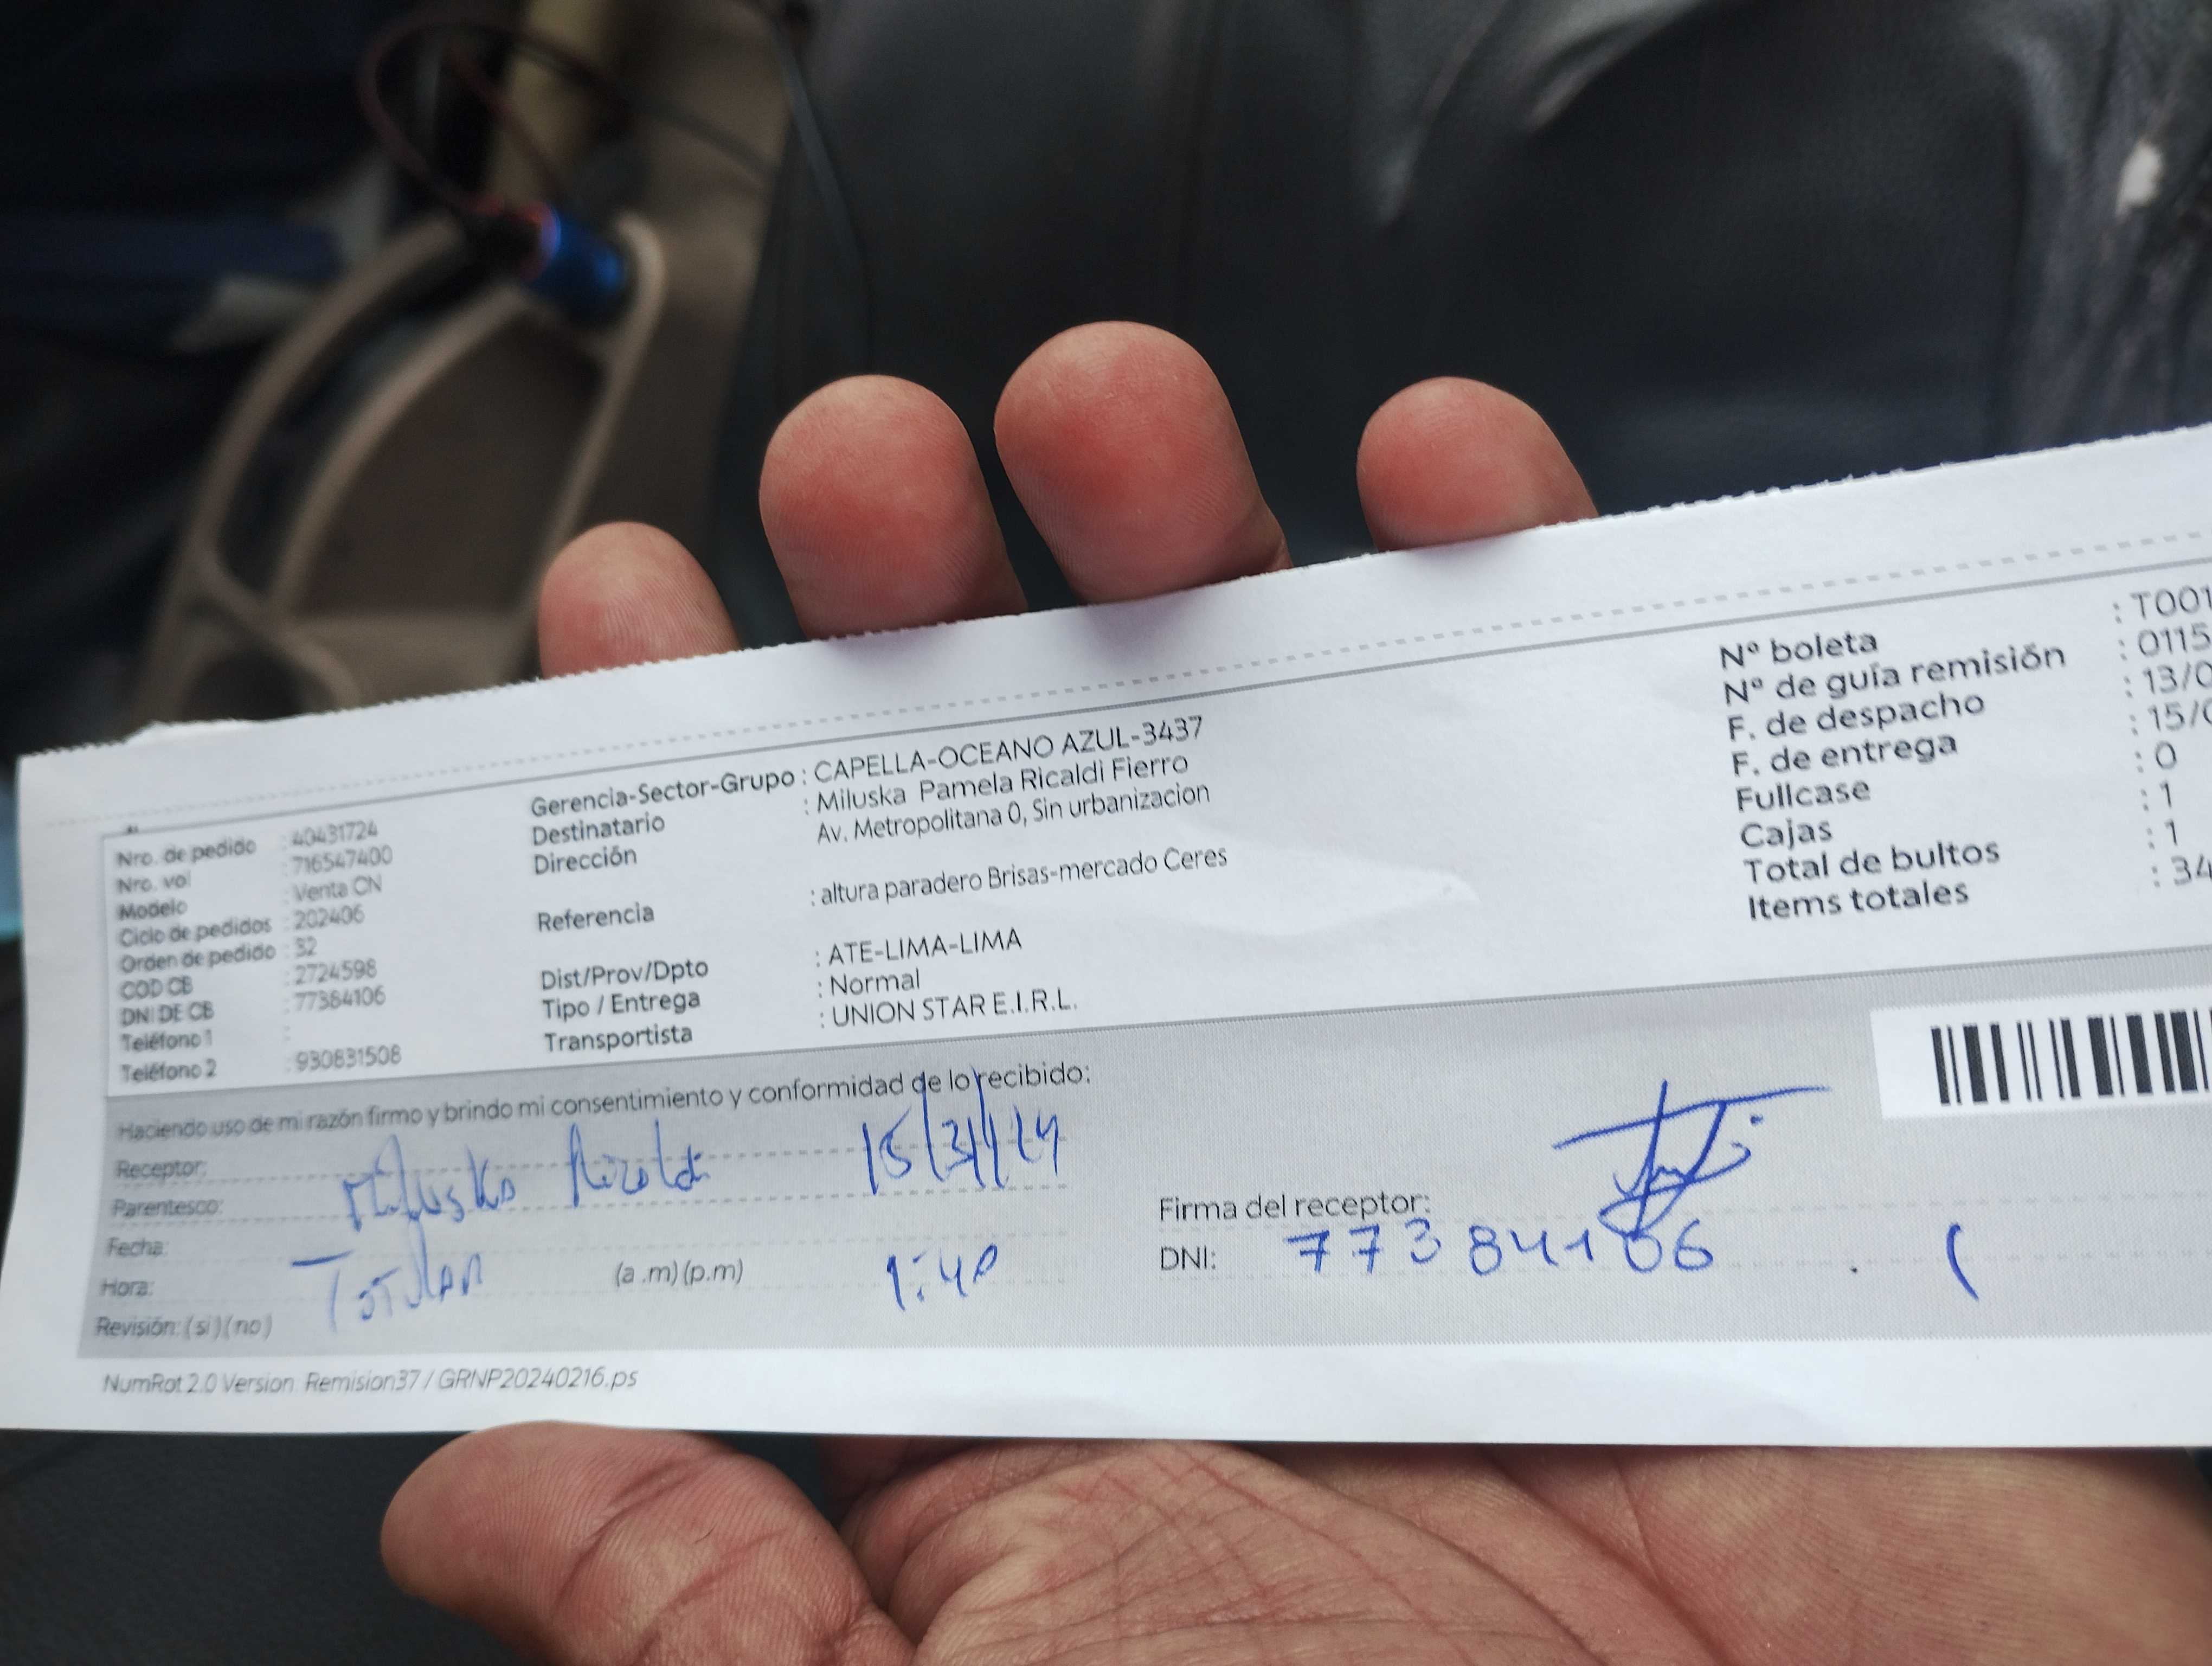 Nro. de pedido : 40431724
Nro. vol : 716547400
Modelo : Venta CN
Ciclo de pedidos : 202406
Orden de pedido : 32
COD CB : 2724598
DNI DE CB : 77384106
Teléfono 1 :
Teléfono 2 : 930831508
Gerencia-Sector-Grupo : CAPELLA-OCEANO AZUL-3437
Destinatario : Miluska Pamela Ricaldi Fierro
Dirección Av. Metropolitana 0, Sin urbanizacion
Referencia : altura paradero Brisas-mercado Ceres
Dist/Prov/Dpto : ATE-LIMA-LIMA
Tipo / Entrega : Normal
Transportista : UNION STAR E.I.R.L.
Nº boleta : T001
Nº de guía remisión : 0115
F. de despacho : 13/0
F. de entrega : 15/0
Fullcase : 0
Cajas : 1
Total de bultos : 1
Items totales : 34
Haciendo uso de mi razón firmo y brindo mi consentimiento y conformidad de lo recibido:
Receptor: Miluska Ricaldi
Parentesco: 15/3/24
Fecha:
Hora: Titular (a .m) (p.m) 1:40
Revisión: (si) (no)
Firma del receptor:
DNI: 77384106
NumRot 2.0 Version. Remision37 / GRNP20240216.ps